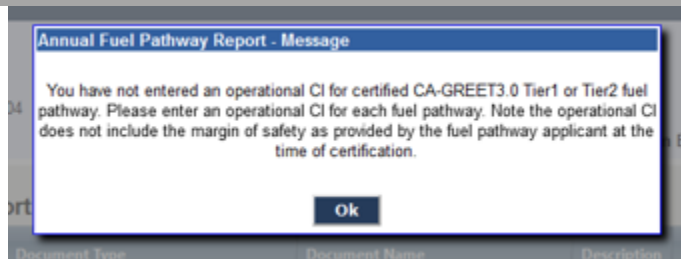 Annual Fuel Pathway Report - Message
You have not entered an operational CI for certified CA-GREET3.0 Tier1 or Tier2 fuel
04
pathway. Please enter an operational CI for each fuel pathway. Note the operational CI
does not include the margin of safety as provided by the fuel pathway applicant at the
time of certification.
ort
Ok
Document Type Document Name Description